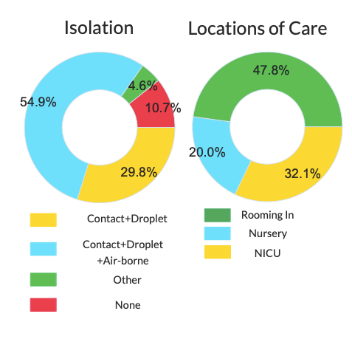 Isolation
Locations of Care
54.9%
4.6%
10.7%
29.8%
47.8%
20.0%
32.1%
Contact+Droplet
Contact+Droplet
+Air-borne
Other
None
Rooming In
Nursery
NICU